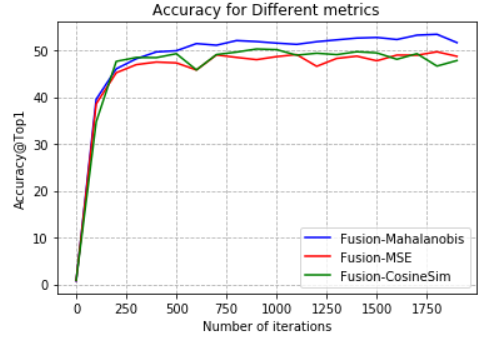 Accuracy for Different metrics
Accuracy@Top1
50
40
30
20
10
0
Fusion-Mahalanobis
Fusion-MSE
Fusion-CosineSim
0 250 500 750 1000 1250 1500 1750
Number of iterations